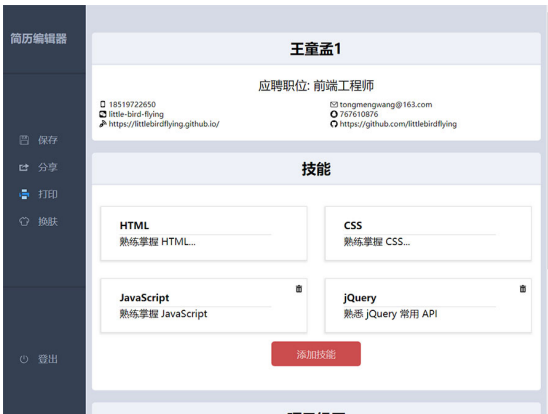 简历编辑器
保存
分享
打印
换肤
登出
王童孟1
应聘职位: 前端工程师
18519722650
little-bird-flying
https://littlebirdflying.github.io/
tongmengwang@163.com
767610876
https://github.com/littlebirdflying
技能
HTML
熟练掌握 HTML...
CSS
熟练掌握 CSS...
JavaScript
熟练掌握 JavaScript
jQuery
熟悉 jQuery 常用 API
添加技能